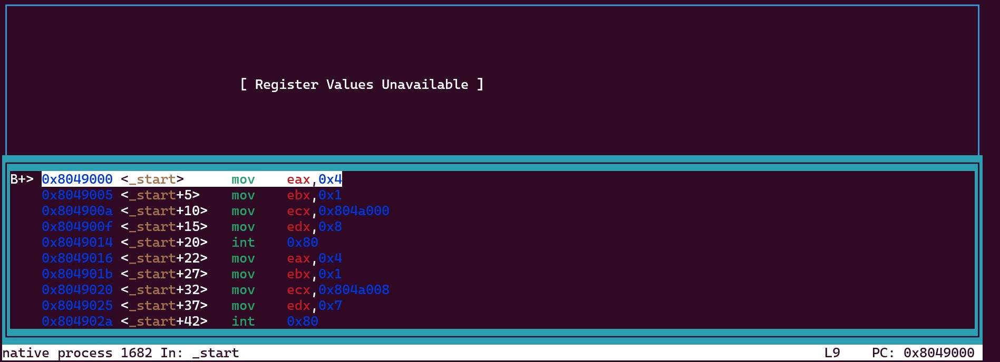 [ Register Values Unavailable ]
B+> 0x8049000 <_start> mov eax,0x4
0x8049005 <_start+5> mov ebx,0x1
0x804900a <_start+10> mov ecx,0x804a000
0x804900f <_start+15> mov edx,0x8
0x8049014 <_start+20> int 0x80
0x8049016 <_start+22> mov eax,0x4
0x804901b <_start+27> mov ebx,0x1
0x8049020 <_start+32> mov ecx,0x804a008
0x8049025 <_start+37> mov edx,0x7
0x804902a <_start+42> int 0x80
native process 1682 In: _start L9 PC: 0x8049000